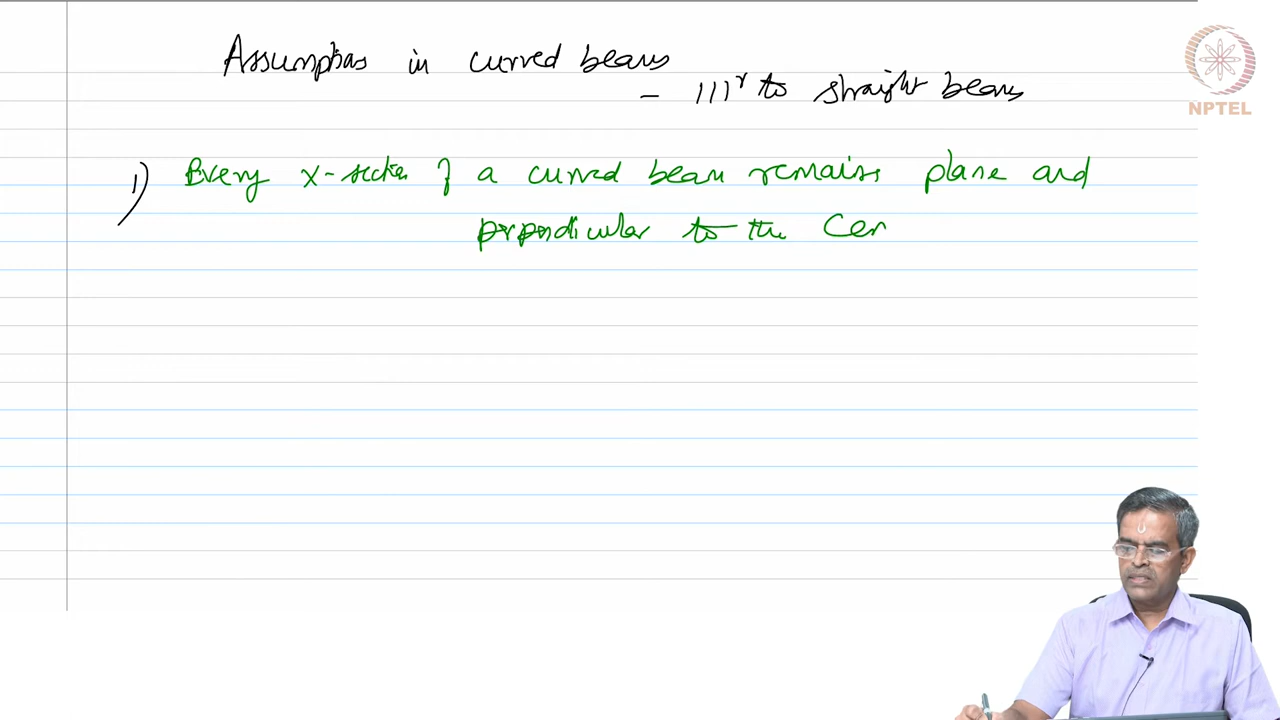 Assumptions in curved beams
- |||r to straight beams
NPTEL
1) Every x-section of a curved beam remains plane and
perpendicular to the Cen